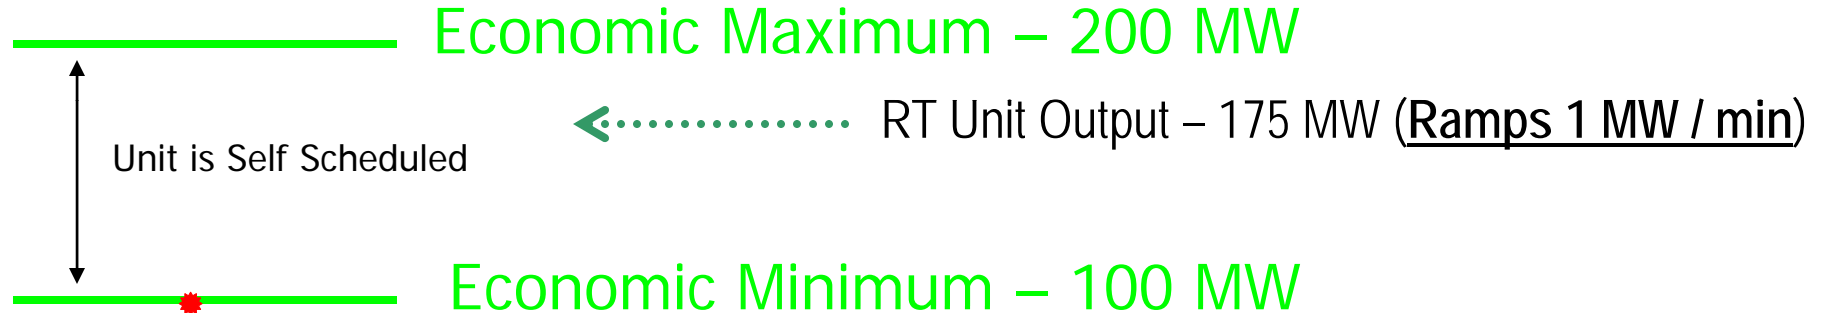 Economic Maximum – 200 MW
RT Unit Output – 175 MW (Ramps 1 MW / min)
Unit is Self Scheduled
Economic Minimum – 100 MW